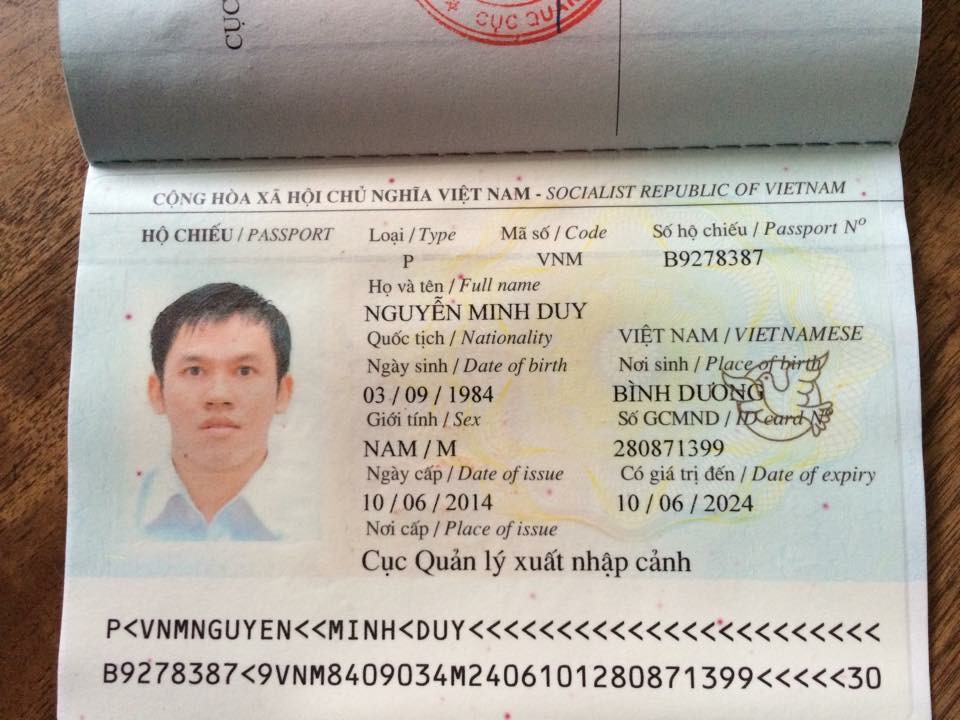 CỤC
CỤC QUẢN
CỘNG HÒA XÃ HỘI CHỦ NGHĨA VIỆT NAM - SOCIALIST REPUBLIC OF VIETNAM
HỘ CHIẾU / PASSPORT Loại / Type Mã số / Code Số hộ chiếu / Passport Nº
P VNM B9278387
Họ và tên / Full name
NGUYỄN MINH DUY
Quốc tịch / Nationality VIỆT NAM / VIETNAMESE
Ngày sinh / Date of birth Nơi sinh / Place of birth
03 / 09 / 1984 BÌNH DƯƠNG
Giới tính / Sex Số GCMND / ID card Nº
NAM / M 280871399
Ngày cấp / Date of issue Có giá trị đến / Date of expiry
10 / 06 / 2014 10 / 06 / 2024
Nơi cấp / Place of issue
Cục Quản lý xuất nhập cảnh
P<VNMNGUYEN<<MINH<DUY<<<<<<<<<<<<<<<<<<<<<<<
B9278387<9VNM8409034M2406101280871399<<<<<30